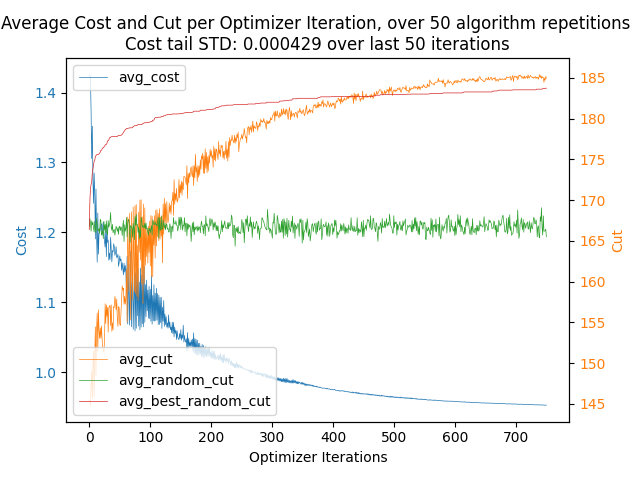 Average Cost and Cut per Optimizer Iteration, over 50 algorithm repetitions
Cost tail STD: 0.000429 over last 50 iterations
avg_cost
1.4
1.3
1.2
1.1
1.0
Cost
185
180
175
170
165
160
155
150
145
Cut
avg_cut
avg_random_cut
avg_best_random_cut
0 100 200 300 400 500 600 700
Optimizer Iterations